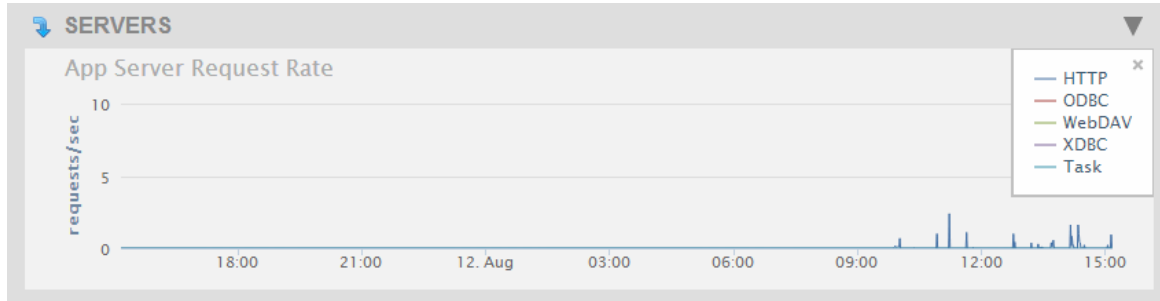 SERVERS
App Server Request Rate
×
HTTP
ODBC
WebDAV
XDBC
Task
requests/sec
10
5
0
18:00 21:00 12. Aug 03:00 06:00 09:00 12:00 15:00